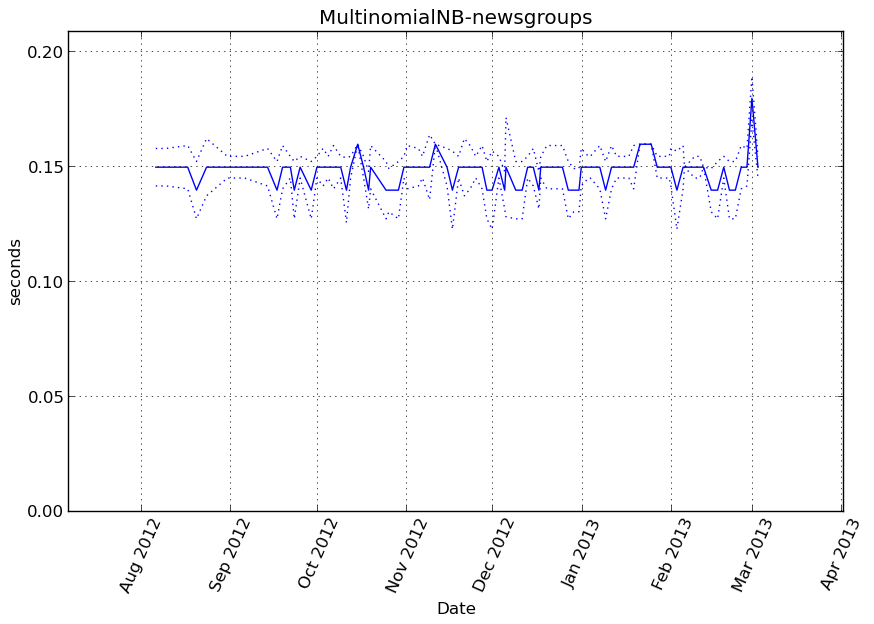 MultinomialNB-newsgroups
0.20
0.15
0.10
0.05
0.00
seconds
Aug 2012
Sep 2012
Oct 2012
Nov 2012
Dec 2012
Jan 2013
Feb 2013
Mar 2013
Apr 2013
Date